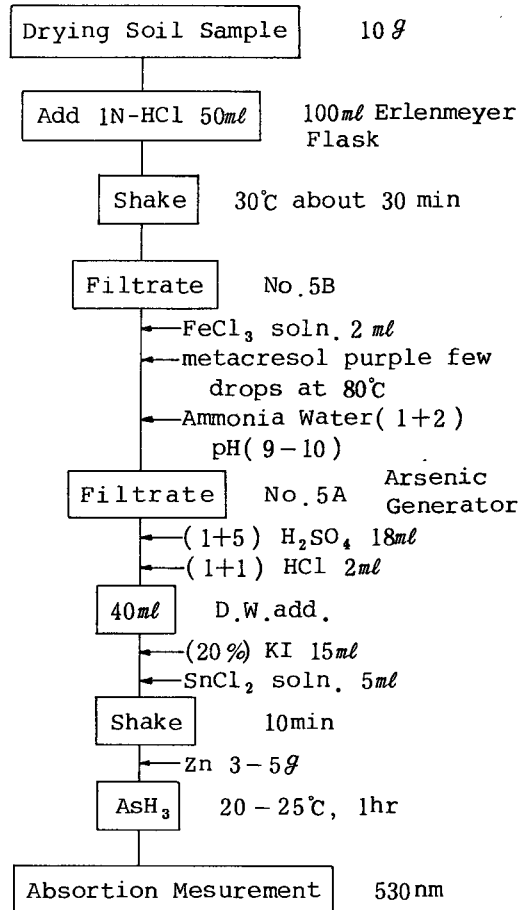 Drying Soil Sample 10g
Add 1N-HCl 50ml 100ml Erlenmeyer
Flask
Shake 30℃ about 30 min
Filtrate No.5B
FeCl₃ soln. 2 ml
metacresol purple few
drops at 80℃
Ammonia Water(1+2)
pH(9-10)
Filtrate No.5A Arsenic
Generator
(1+5) H₂SO₄ 18ml
(1+1) HCl 2ml
40ml D.W.add.
(20%) KI 15ml
SnCl₂ soln. 5ml
Shake 10min
Zn 3-5g
AsH₃ 20-25℃, 1hr
Absortion Mesurement 530nm